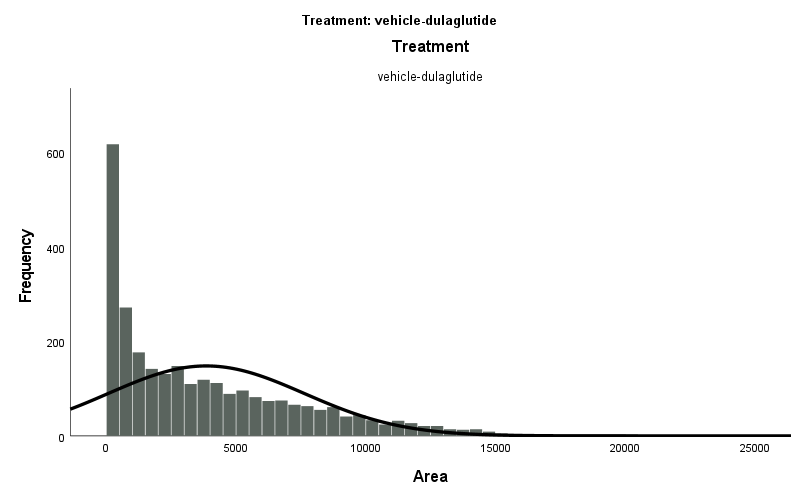 Treatment: vehicle-dulaglutide
Treatment
vehicle-dulaglutide
Frequency
600
400
200
0
0 5000 10000 15000 20000 25000
Area